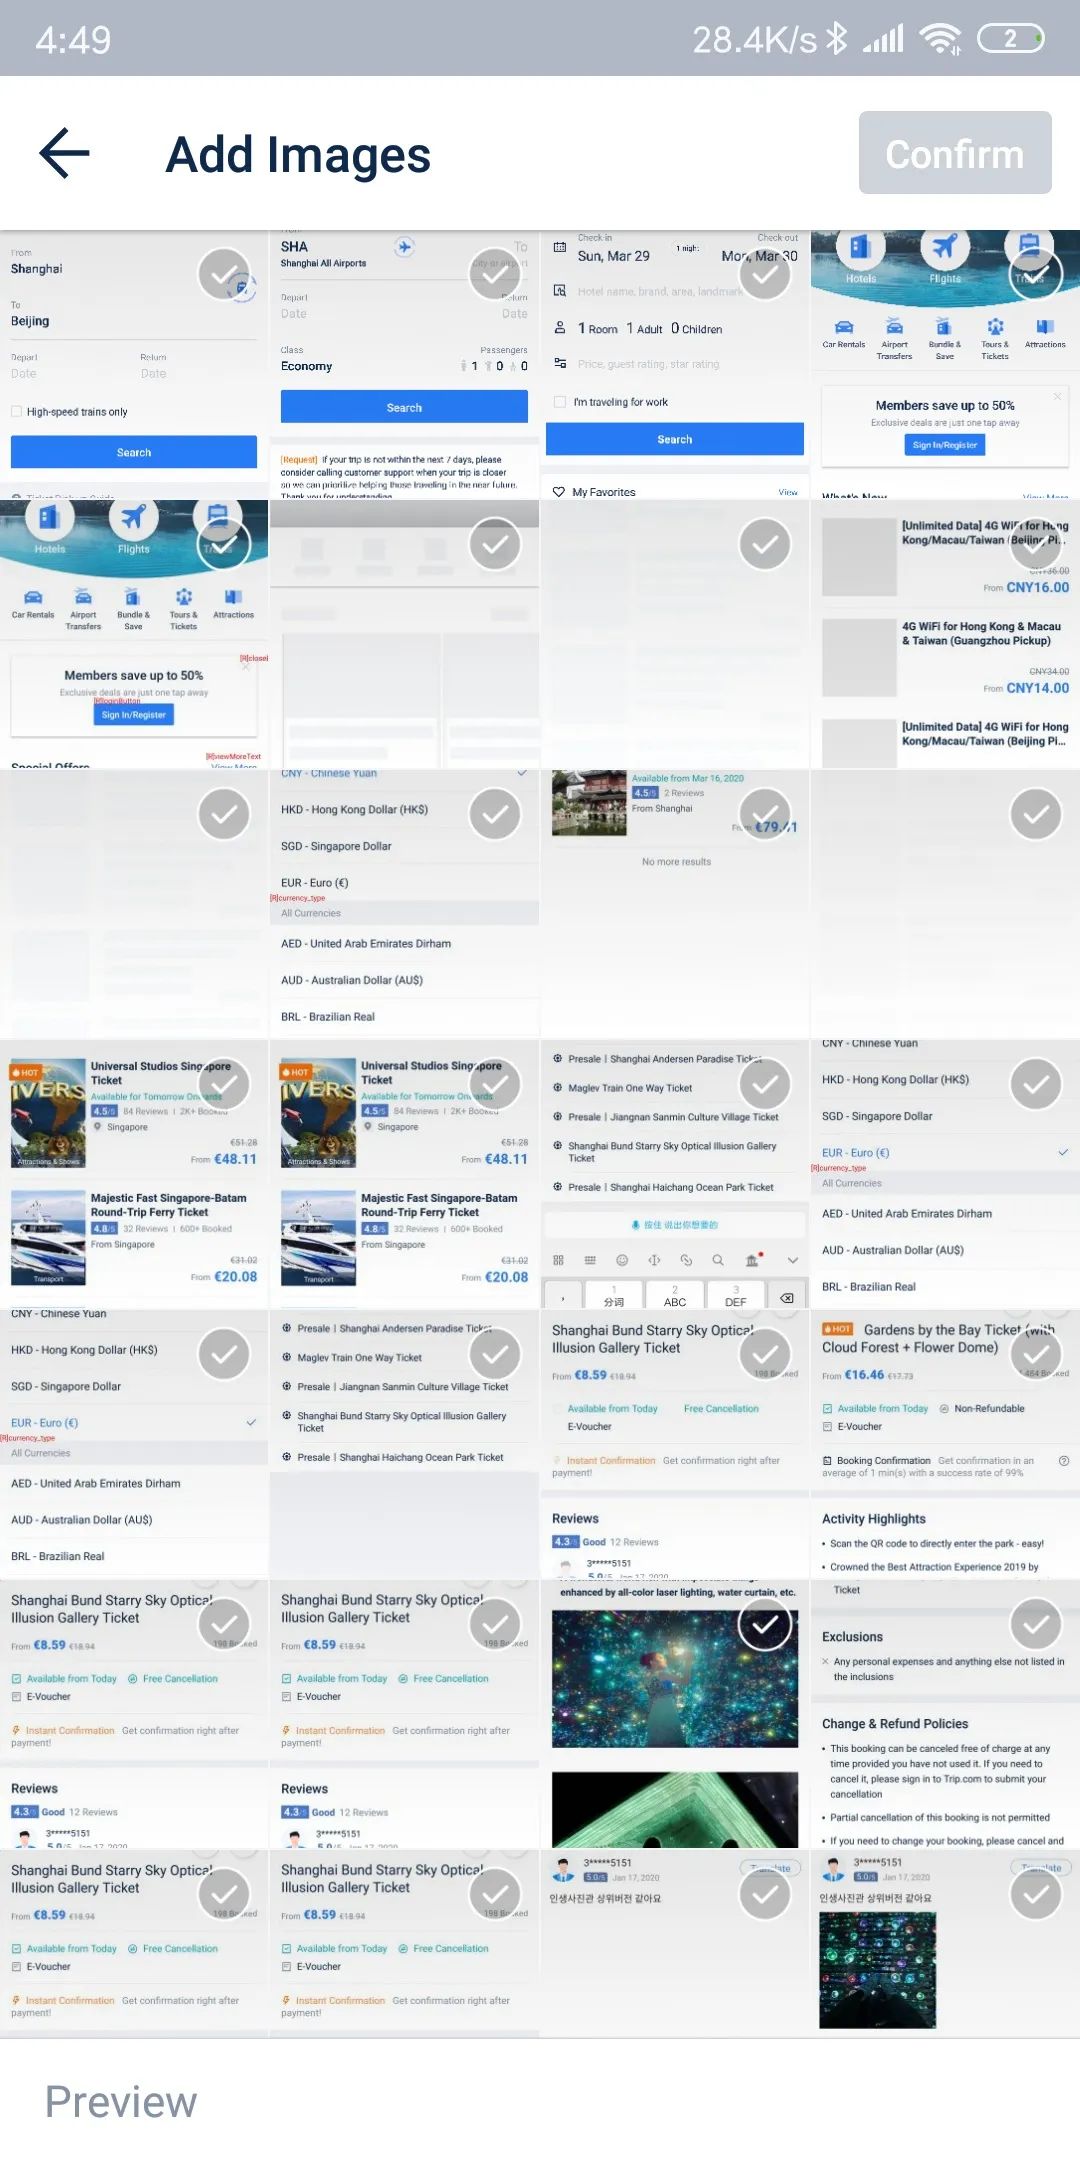 4:49
28.4K/s
2
Add Images
Confirm
From
Shanghai
To
Beijing
Depart
Return
Date
Date
High-speed trains only
Search
SHA
To
Shanghai All Airports
City or airport
Depart
Return
Date
Date
Class
Passengers
Economy
1 0 0
Search
[Request] If your trip is not within the next 7 days, please
consider calling customer support when your trip is closer
so we can prioritize helping those traveling in the near future.
Thank you for understanding
Check in
Check out
Sun, Mar 29
1 night
Mon, Mar 30
Hotel name, brand, area, landmark
1 Room 1 Adult 0 Children
Price, guest rating, star rating
I'm traveling for work
Search
My Favorites
View
Hotels
Flights
Trains
Car Rentals
Airport
Transfers
Bundle &
Save
Tours &
Tickets
Attractions
Members save up to 50%
Exclusive deals are just one tap away
Sign In/Register
What's New
View More
Hotels
Flights
Trains
Car Rentals
Airport
Transfers
Bundle &
Save
Tours &
Tickets
Attractions
[R]close
Members save up to 50%
Exclusive deals are just one tap away
[R]loginButton
Sign In/Register
[R]viewMoreText
Special Offers
View More
[Unlimited Data] 4G WiFi for Hong
Kong/Macau/Taiwan (Beijing Pi...
CNY36.00
From CNY16.00
4G WiFi for Hong Kong & Macau
& Taiwan (Guangzhou Pickup)
CNY34.00
From CNY14.00
[Unlimited Data] 4G WiFi for Hong
Kong/Macau/Taiwan (Beijing Pi...
CNY - Chinese Yuan
HKD - Hong Kong Dollar (HK$)
SGD - Singapore Dollar
EUR - Euro (€)
[R]currency_type
All Currencies
AED - United Arab Emirates Dirham
AUD - Australian Dollar (AU$)
BRL - Brazilian Real
Available from Mar 16, 2020
4.5/5 2 Reviews
From Shanghai
From €79.41
No more results
HOT
Universal Studios Singapore
Ticket
Available for Tomorrow Onwards
4.5/5 84 Reviews | 2K+ Booked
Singapore
€51.28
Attractions & Shows
From €48.11
Majestic Fast Singapore-Batam
Round-Trip Ferry Ticket
4.8/5 32 Reviews | 600+ Booked
From Singapore
€31.02
Transport
From €20.08
HOT
Universal Studios Singapore
Ticket
Available for Tomorrow Onwards
4.5/5 84 Reviews | 2K+ Booked
Singapore
€51.28
Attractions & Shows
From €48.11
Majestic Fast Singapore-Batam
Round-Trip Ferry Ticket
4.8/5 32 Reviews | 600+ Booked
From Singapore
€31.02
Transport
From €20.08
Presale | Shanghai Andersen Paradise Ticket
Maglev Train One Way Ticket
Presale | Jiangnan Sanmin Culture Village Ticket
Shanghai Bund Starry Sky Optical Illusion Gallery
Ticket
Presale | Shanghai Haichang Ocean Park Ticket
按住 说出你想要的
，
1
分词
2
ABC
3
DEF
CNY - Chinese Yuan
HKD - Hong Kong Dollar (HK$)
SGD - Singapore Dollar
EUR - Euro (€)
[R]currency_type
All Currencies
AED - United Arab Emirates Dirham
AUD - Australian Dollar (AU$)
BRL - Brazilian Real
CNY - Chinese Yuan
HKD - Hong Kong Dollar (HK$)
SGD - Singapore Dollar
EUR - Euro (€)
[R]currency_type
All Currencies
AED - United Arab Emirates Dirham
AUD - Australian Dollar (AU$)
BRL - Brazilian Real
Presale | Shanghai Andersen Paradise Ticket
Maglev Train One Way Ticket
Presale | Jiangnan Sanmin Culture Village Ticket
Shanghai Bund Starry Sky Optical Illusion Gallery
Ticket
Presale | Shanghai Haichang Ocean Park Ticket
Shanghai Bund Starry Sky Optical
Illusion Gallery Ticket
From €8.59 €18.94
198 Booked
Available from Today Free Cancellation
E-Voucher
Instant Confirmation Get confirmation right after
payment!
Reviews
4.3/5 Good 12 Reviews
3*****5151
5.0/5 Jan 17, 2020
HOT Gardens by the Bay Ticket (with
Cloud Forest + Flower Dome)
From €16.46 €17.73
484 Booked
Available from Today Non-Refundable
E-Voucher
Booking Confirmation Get confirmation in an
average of 1 min(s) with a success rate of 99%
Activity Highlights
• Scan the QR code to directly enter the park - easy!
• Crowned the Best Attraction Experience 2019 by
Shanghai Bund Starry Sky Optical
Illusion Gallery Ticket
From €8.59 €18.94
198 Booked
Available from Today Free Cancellation
E-Voucher
Instant Confirmation Get confirmation right after
payment!
Reviews
4.3/5 Good 12 Reviews
3*****5151
5.0/5 Jan 17, 2020
Shanghai Bund Starry Sky Optical
Illusion Gallery Ticket
From €8.59 €18.94
198 Booked
Available from Today Free Cancellation
E-Voucher
Instant Confirmation Get confirmation right after
payment!
Reviews
4.3/5 Good 12 Reviews
3*****5151
5.0/5 Jan 17, 2020
enhanced by all-color laser lighting, water curtain, etc.
Ticket
Exclusions
Any personal expenses and anything else not listed in
the inclusions
Change & Refund Policies
• This booking can be canceled free of charge at any
time provided you have not used it. If you need to
cancel it, please sign in to Trip.com to submit your
cancellation
• Partial cancellation of this booking is not permitted
• If you need to change your booking, please cancel and
Shanghai Bund Starry Sky Optical
Illusion Gallery Ticket
From €8.59 €18.94
198 Booked
Available from Today Free Cancellation
E-Voucher
Instant Confirmation Get confirmation right after
payment!
Shanghai Bund Starry Sky Optical
Illusion Gallery Ticket
From €8.59 €18.94
198 Booked
Available from Today Free Cancellation
E-Voucher
Instant Confirmation Get confirmation right after
payment!
3*****5151
Translate
5.0/5 Jan 17, 2020
인생사진관 상위버전 같아요
3*****5151
Translate
5.0/5 Jan 17, 2020
인생사진관 상위버전 같아요
Preview